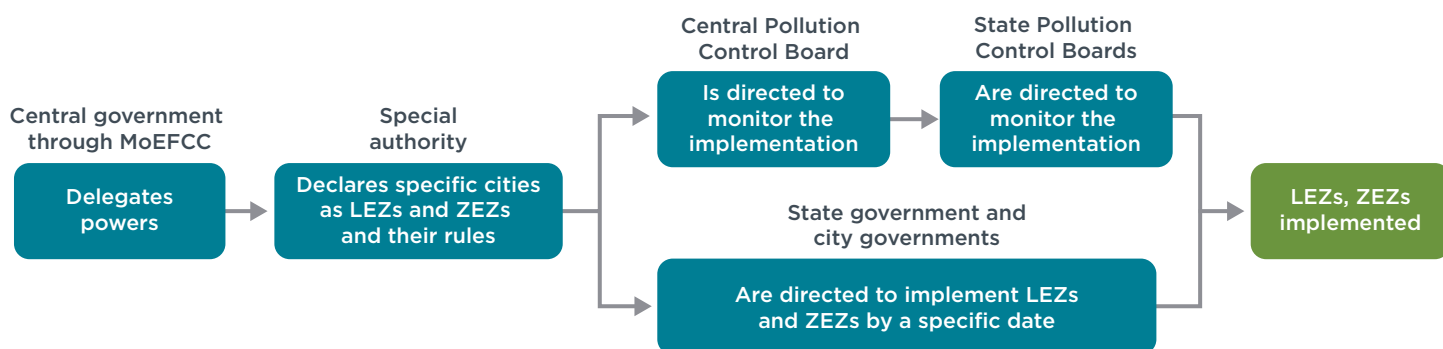 Central government
through MoEFCC
Delegates
powers
Special
authority
Declares specific cities
as LEZs and ZEZs
and their rules
Central Pollution
Control Board
Is directed to
monitor the
implementation
State Pollution
Control Boards
Are directed to
monitor the
implementation
State government and
city governments
Are directed to implement LEZs
and ZEZs by a specific date
LEZs, ZEZs
implemented